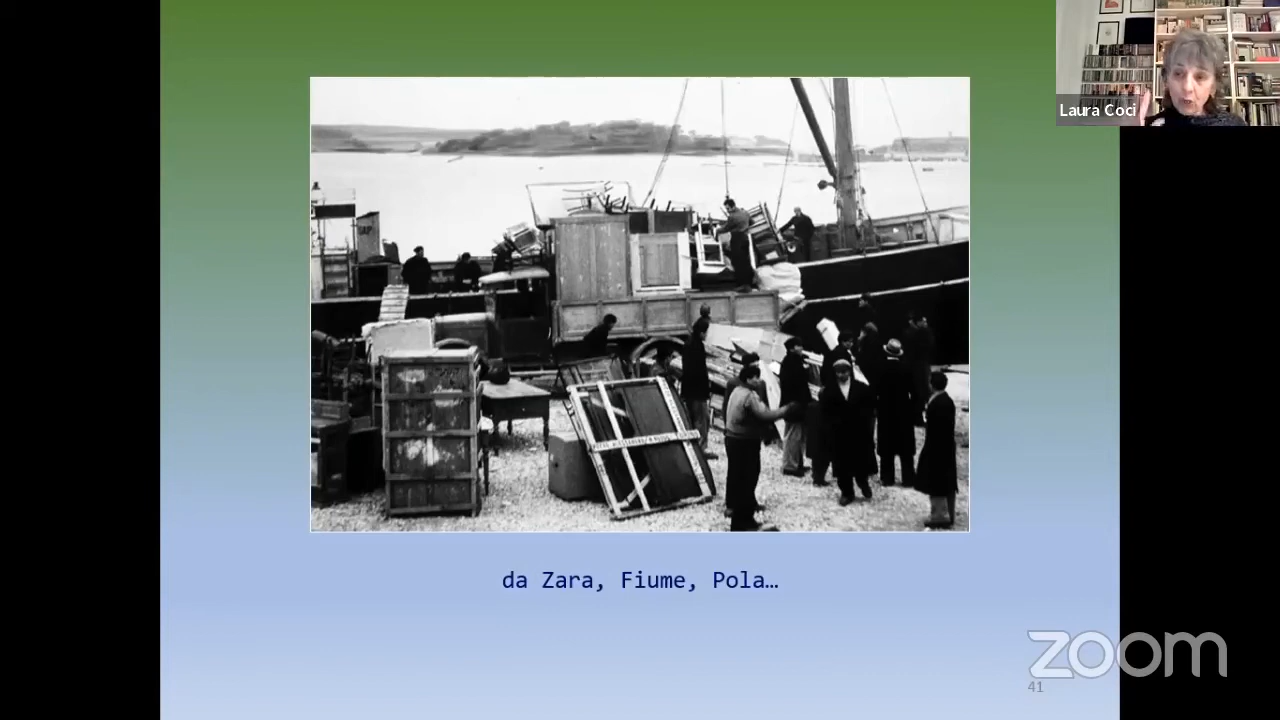 Laura Coci
da Zara, Fiume, Pola…
zoom
41